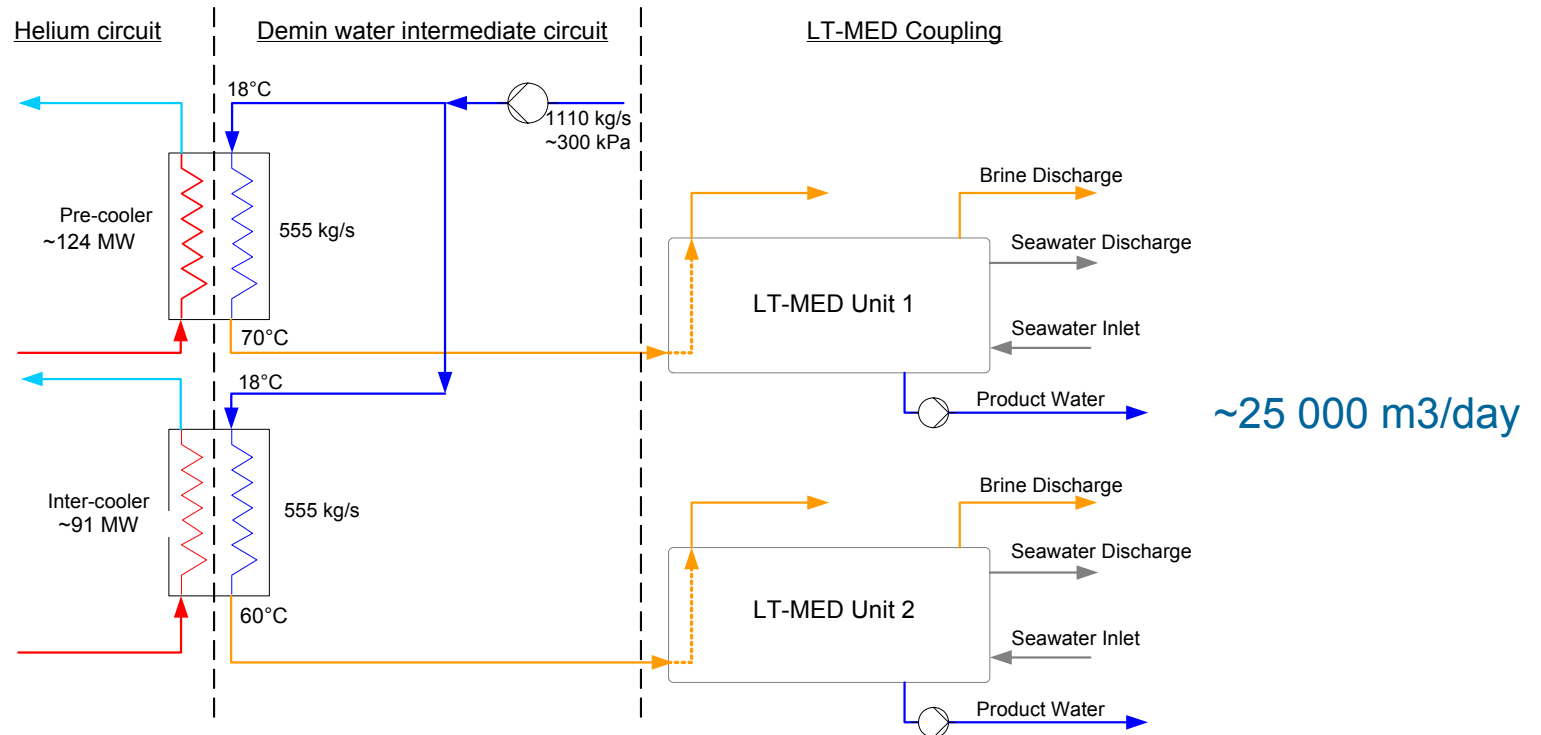 Helium circuit
Demin water intermediate circuit
LT-MED Coupling
18°C
1110 kg/s
~300 kPa
Pre-cooler
~124 MW
555 kg/s
70°C
Brine Discharge
Seawater Discharge
LT-MED Unit 1
Seawater Inlet
Product Water
~25 000 m3/day
18°C
Inter-cooler
~91 MW
555 kg/s
60°C
Brine Discharge
Seawater Discharge
LT-MED Unit 2
Seawater Inlet
Product Water